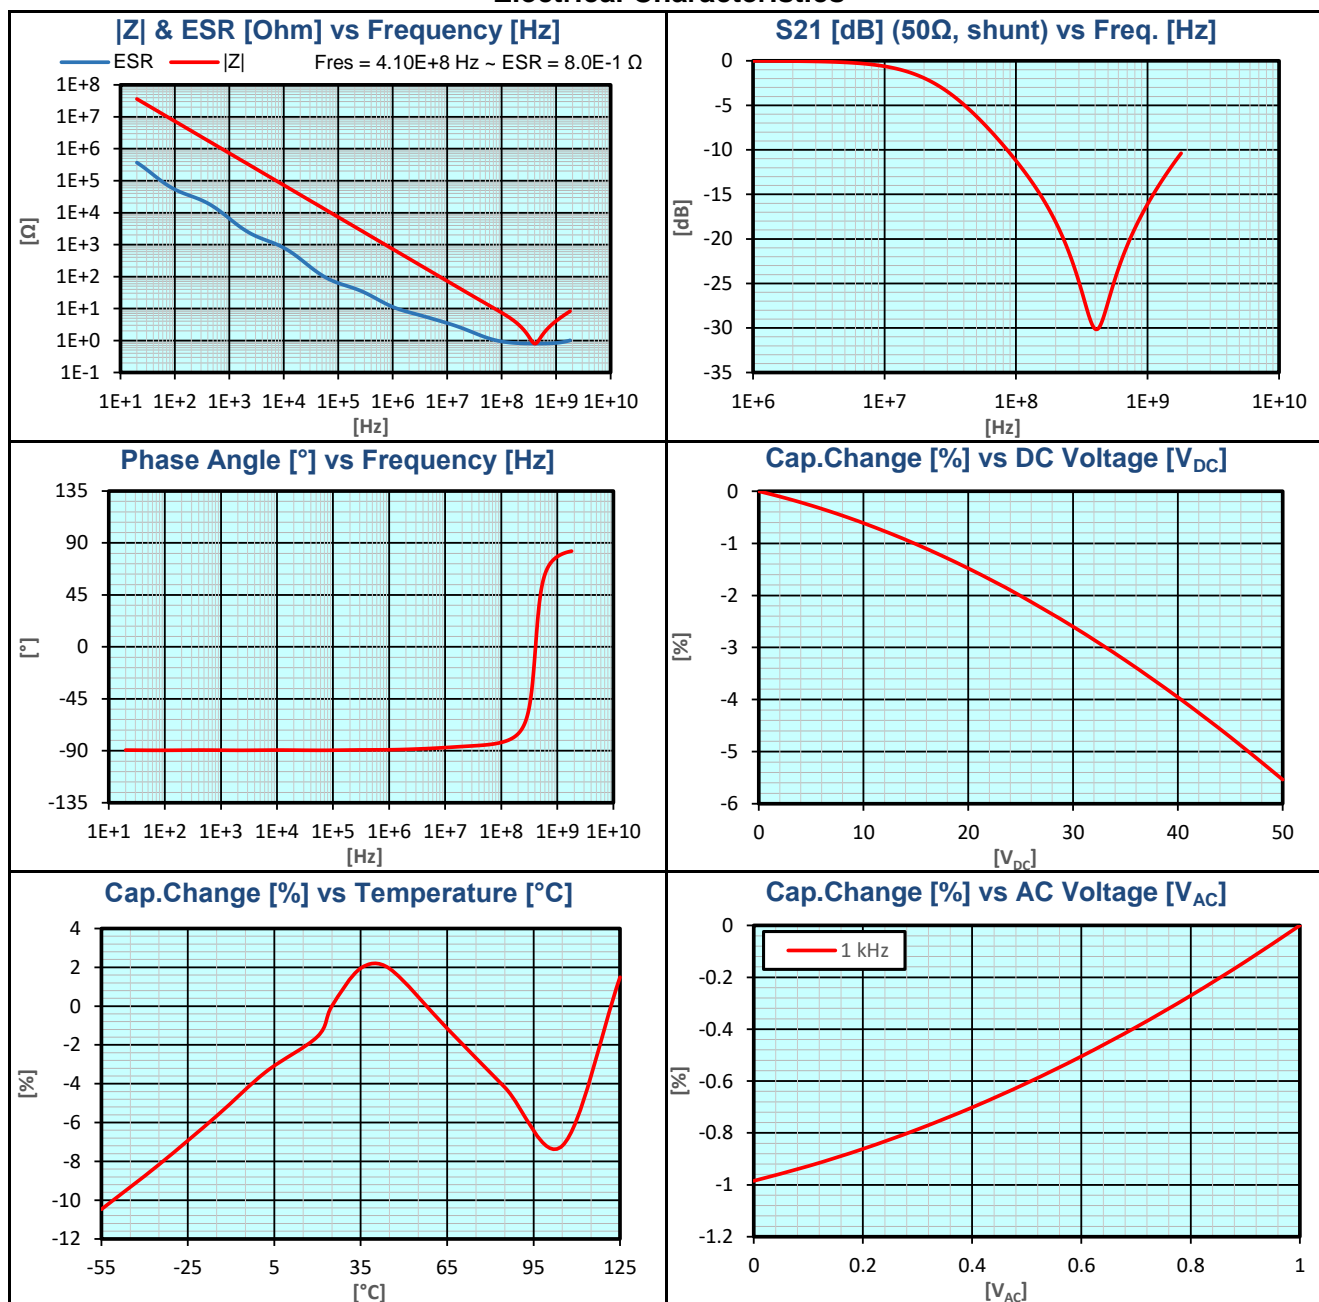 |Z| & ESR [Ohm] vs Frequency [Hz]
ESR |Z| Fres = 4.10E+8 Hz ~ ESR = 8.0E-1 Ω
1E+8
1E+7
1E+6
1E+5
1E+4
1E+3
1E+2
1E+1
1E+0
1E-1
[Ω]
1E+1 1E+2 1E+3 1E+4 1E+5 1E+6 1E+7 1E+8 1E+9 1E+10
[Hz]
S21 [dB] (50Ω, shunt) vs Freq. [Hz]
0
-5
-10
-15
-20
-25
-30
-35
[dB]
1E+6 1E+7 1E+8 1E+9 1E+10
[Hz]
Phase Angle [°] vs Frequency [Hz]
135
90
45
0
-45
-90
-135
[°]
1E+1 1E+2 1E+3 1E+4 1E+5 1E+6 1E+7 1E+8 1E+9 1E+10
[Hz]
Cap.Change [%] vs DC Voltage [VDC]
0
-1
-2
-3
-4
-5
-6
[%]
0 10 20 30 40 50
[VDC]
Cap.Change [%] vs Temperature [°C]
4
2
0
-2
-4
-6
-8
-10
-12
[%]
-55 -25 5 35 65 95 125
[°C]
Cap.Change [%] vs AC Voltage [VAC]
1 kHz
0
-0.2
-0.4
-0.6
-0.8
-1
-1.2
[%]
0 0.2 0.4 0.6 0.8 1
[VAC]